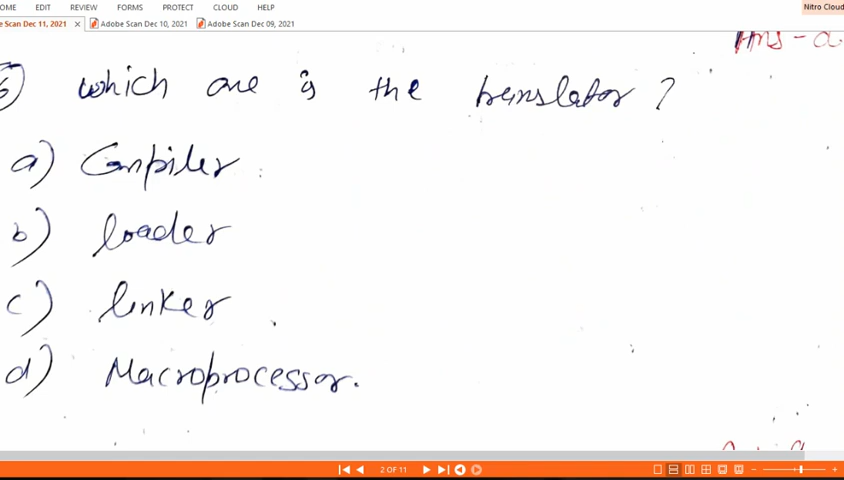 OME EDIT REVIEW FORMS PROTECT CLOUD HELP Nitro Cloud
e Scan Dec 11, 2021 × Adobe Scan Dec 10, 2021 Adobe Scan Dec 09, 2021
Ans - a
5) which one is the translator?
a) Compiler
b) loader
c) linker
d) Macroprocessor.
2 OF 11